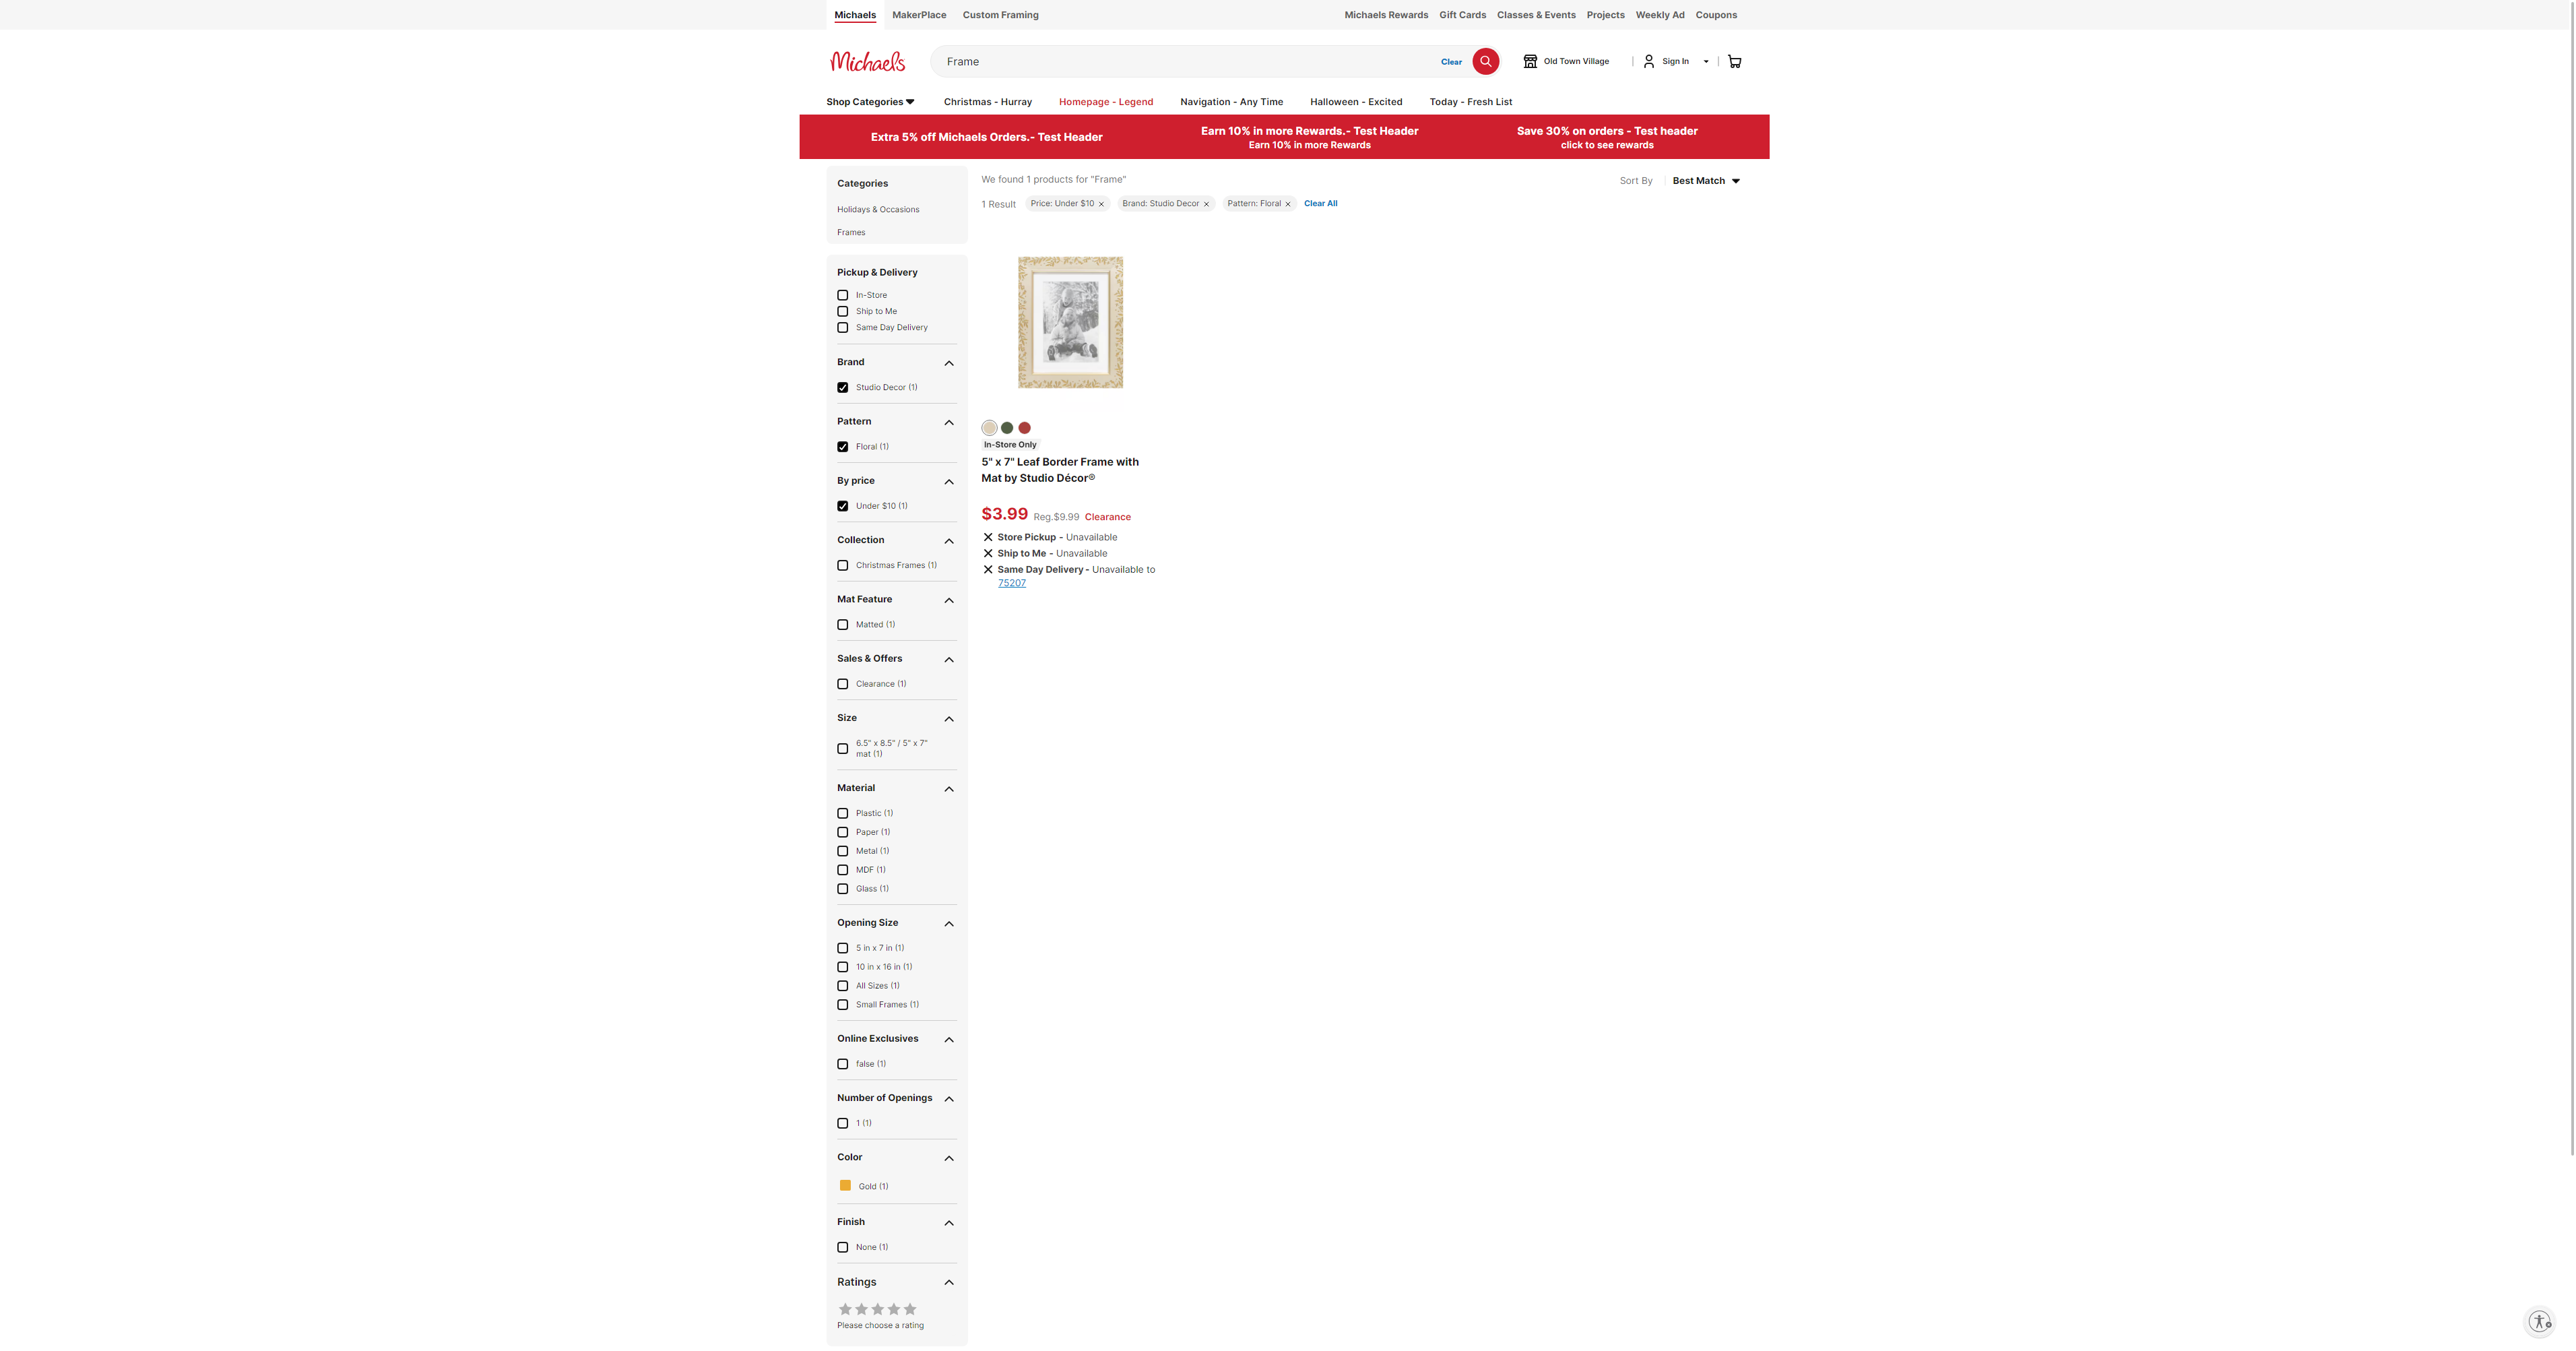 Michaels MakerPlace Custom Framing
Michaels Rewards Gift Cards Classes & Events Projects Weekly Ad Coupons
Michaels
Frame
Clear
Old Town Village
Sign In
Shop Categories Christmas - Hurray Homepage - Legend Navigation - Any Time Halloween - Excited Today - Fresh List
Extra 5% off Michaels Orders.- Test Header
Earn 10% in more Rewards.- Test Header
Earn 10% in more Rewards
Save 30% on orders - Test header
click to see rewards
Categories
Holidays & Occasions
Frames
Pickup & Delivery
In-Store
Ship to Me
Same Day Delivery
Brand
Studio Decor (1)
Pattern
Floral (1)
By price
Under $10 (1)
Collection
Christmas Frames (1)
Mat Feature
Matted (1)
Sales & Offers
Clearance (1)
Size
6.5" x 8.5" / 5" x 7"
mat (1)
Material
Plastic (1)
Paper (1)
Metal (1)
MDF (1)
Glass (1)
Opening Size
5 in x 7 in (1)
10 in x 16 in (1)
All Sizes (1)
Small Frames (1)
Online Exclusives
false (1)
Number of Openings
1 (1)
Color
Gold (1)
Finish
None (1)
Ratings
Please choose a rating
We found 1 products for "Frame"
Sort By Best Match
1 Result Price: Under $10 Brand: Studio Decor Pattern: Floral Clear All
In-Store Only
5" x 7" Leaf Border Frame with
Mat by Studio Décor®
$3.99 Reg.$9.99 Clearance
Store Pickup - Unavailable
Ship to Me - Unavailable
Same Day Delivery - Unavailable to
75207